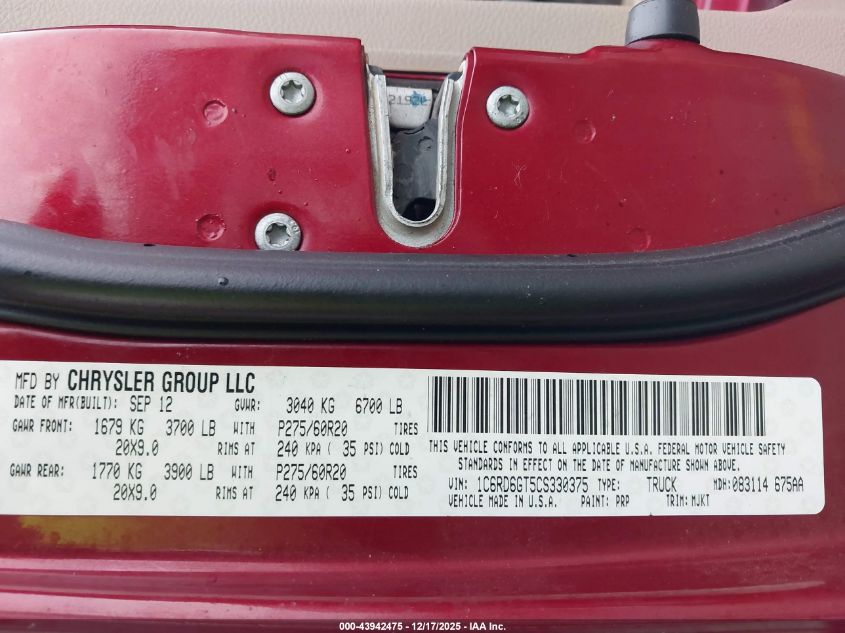 2192
MFD BY CHRYSLER GROUP LLC
DATE OF MFR(BUILT): SEP 12 GVWR: 3040 KG 6700 LB
GAWR FRONT: 1679 KG 3700 LB WITH P275/60R20 TIRES
20X9.0 RIMS AT 240 KPA ( 35 PSI) COLD
GAWR REAR: 1770 KG 3900 LB WITH P275/60R20 TIRES
20X9.0 RIMS AT 240 KPA ( 35 PSI) COLD
THIS VEHICLE CONFORMS TO ALL APPLICABLE U.S.A. FEDERAL MOTOR VEHICLE SAFETY
STANDARDS IN EFFECT ON THE DATE OF MANUFACTURE SHOWN ABOVE.
VIN: 1C6RD6GT5CS330375 TYPE: TRUCK MDH:083114 675AA
VEHICLE MADE IN U.S.A. PAINT: PRP TRIM: MJKT
000-43942475 - 12/17/2025 - IAA Inc.